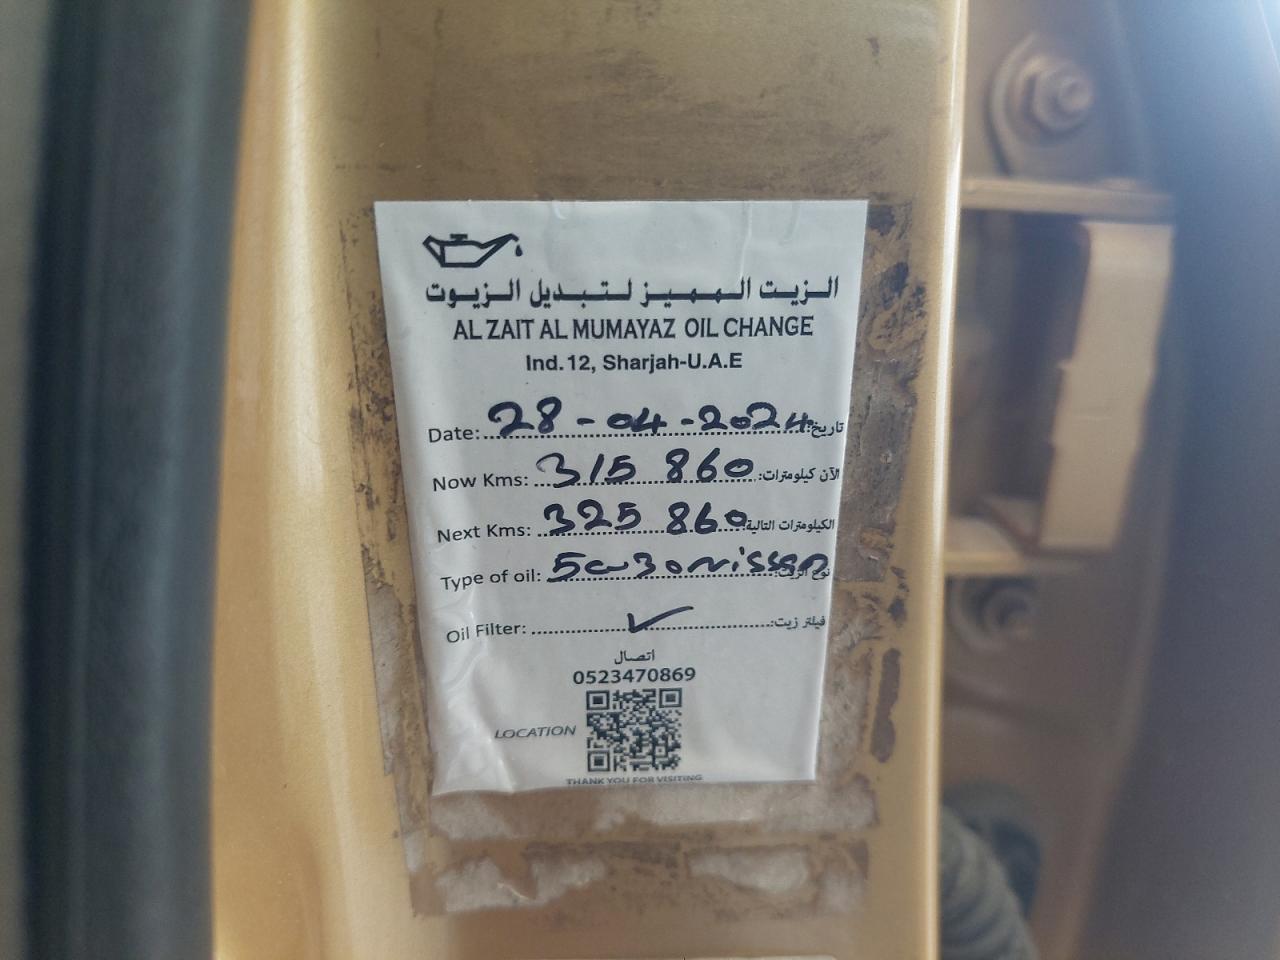 الزيت المميز لتبديل الزيوت
AL ZAIT AL MUMAYAZ OIL CHANGE
Ind. 12, Sharjah-U.A.E
Date: 28-04-2024 تاريخ:
Now Kms: 315 860 الآن كيلومترات:
Next Kms: 325 860 الكيلومترات التالية:
Type of oil: 5w30 nissan نوع الزيت:
Oil Filter: ✓ فيلتر زيت:
اتصال
0523470869
LOCATION
THANK YOU FOR VISITING